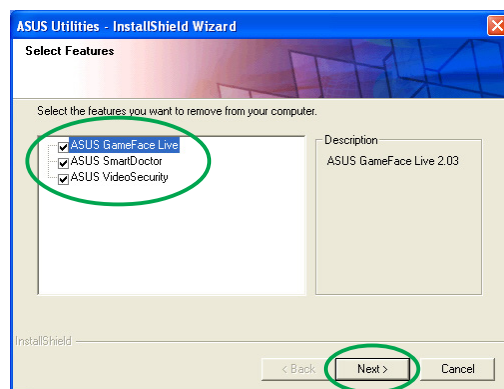 ASUS Utilities - InstallShield Wizard
Select Features
Select the features you want to remove from your computer.
ASUS GameFace Live
ASUS SmartDoctor
ASUS VideoSecurity
Description
ASUS GameFace Live 2.03
InstallShield
< Back
Next >
Cancel